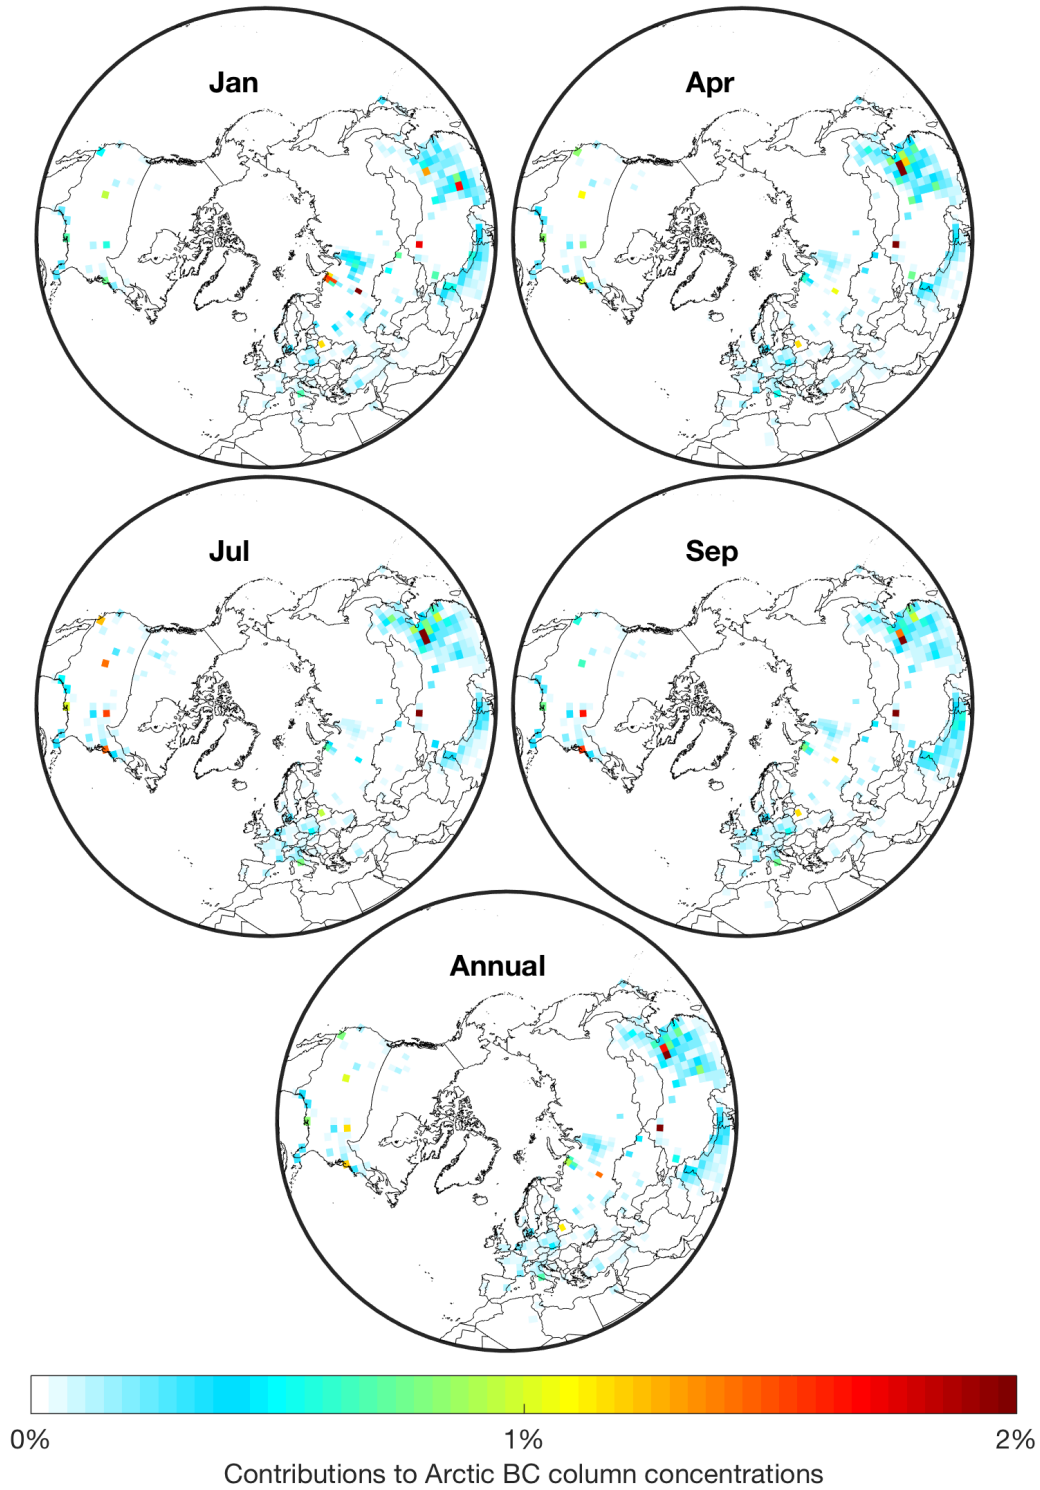 Jan
Apr
Jul
Sep
Annual
0%
1%
2%
Contributions to Arctic BC column concentrations